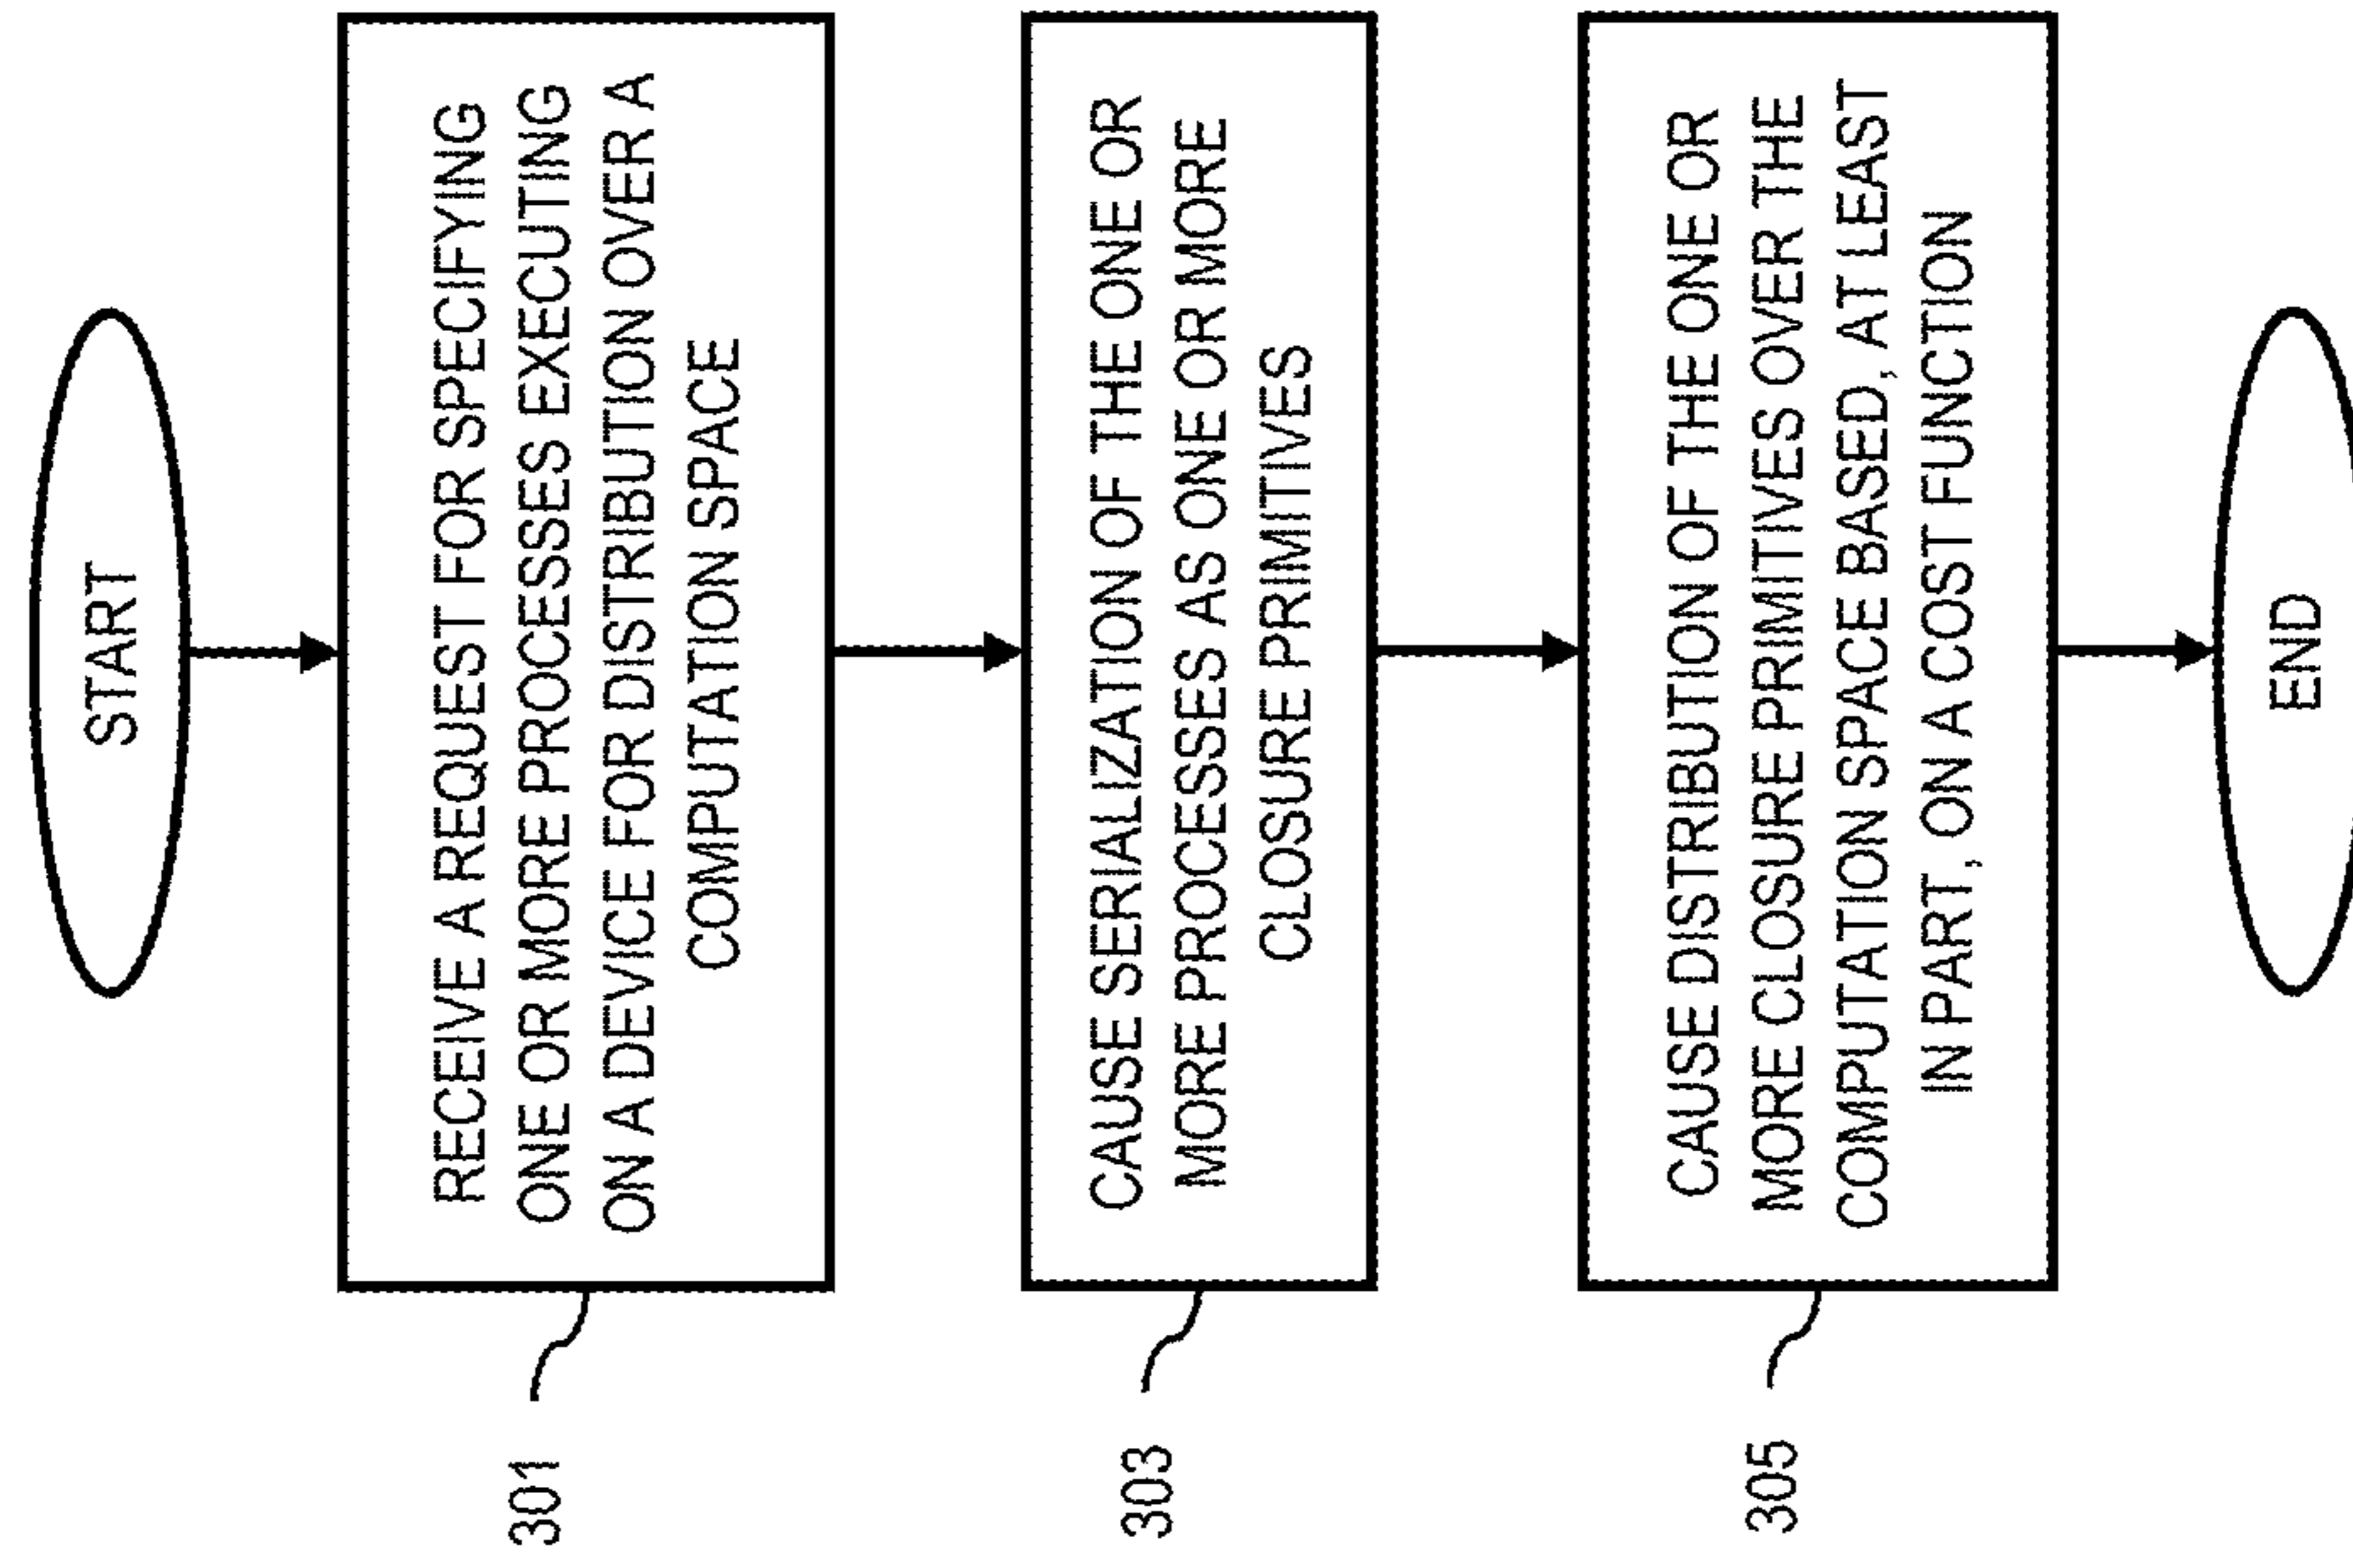 START
301
RECEIVE A REQUEST FOR SPECIFYING
ONE OR MORE PROCESSES EXECUTING
ON A DEVICE FOR DISTRIBUTION OVER A
COMPUTATION SPACE
303
CAUSE SERIALIZATION OF THE ONE OR
MORE PROCESSES AS ONE OR MORE
CLOSURE PRIMITIVES
305
CAUSE DISTRIBUTION OF THE ONE OR
MORE CLOSURE PRIMITIVES OVER THE
COMPUTATION SPACE BASED, AT LEAST
IN PART, ON A COST FUNCTION
END